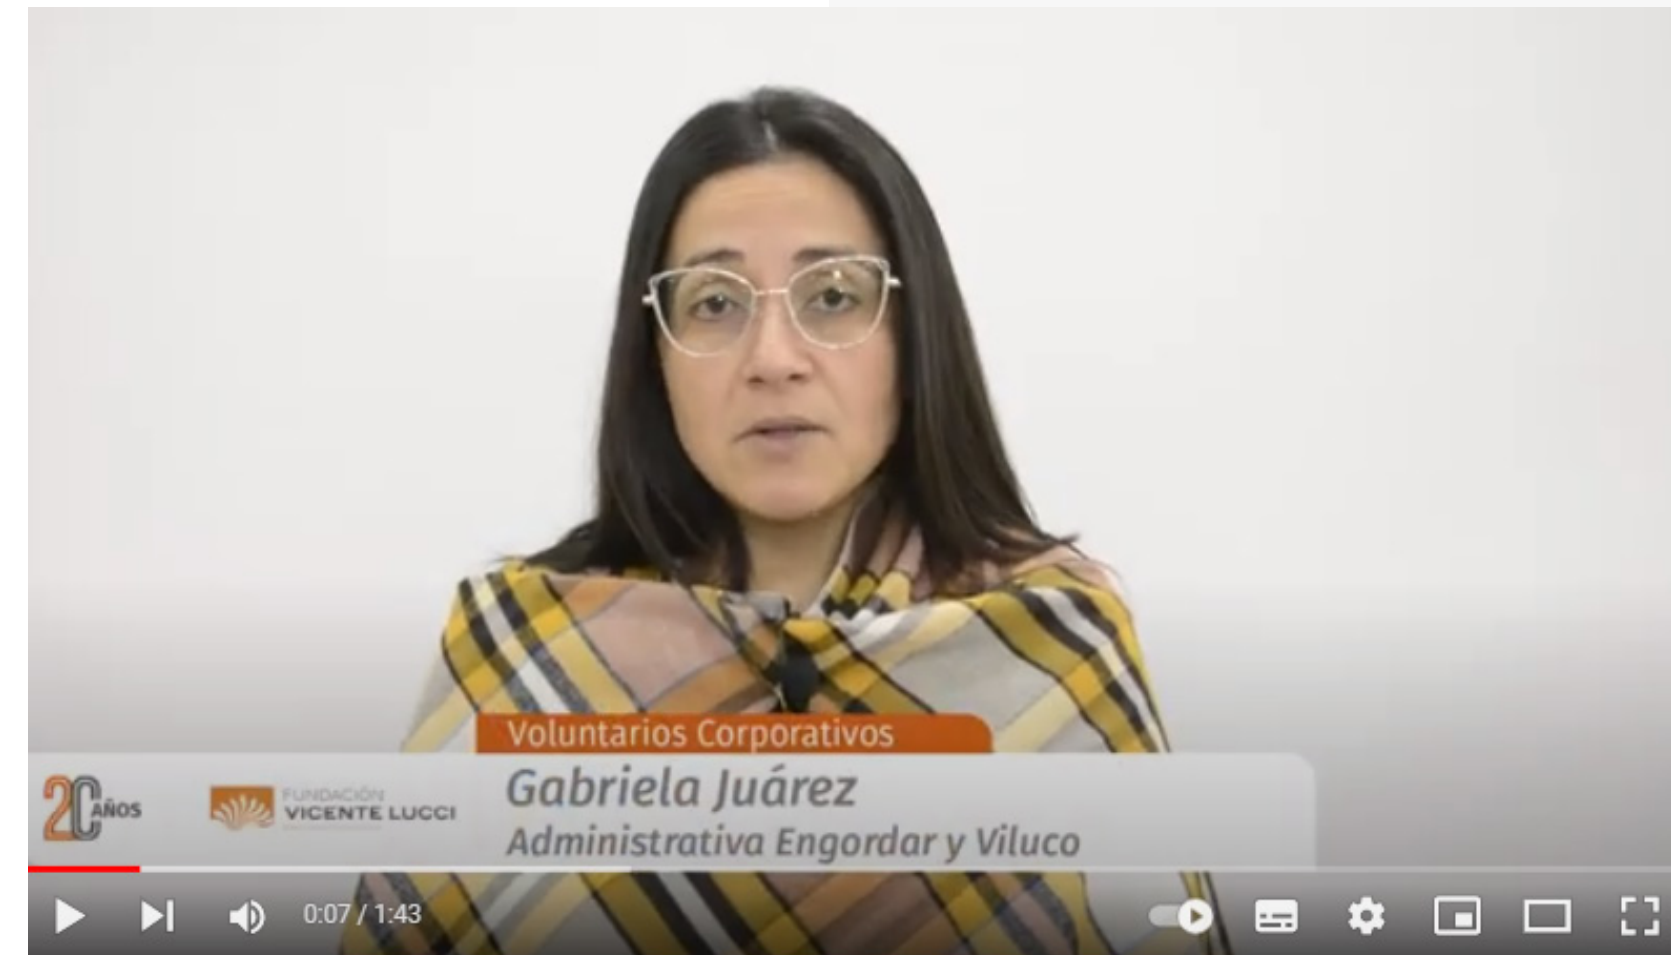 Voluntarios Corporativos
Gabriela Juárez
Administrativa Engordar y Viluco
20 AÑOS
FUNDACIÓN
VICENTE LUCCI
0:07 / 1:43